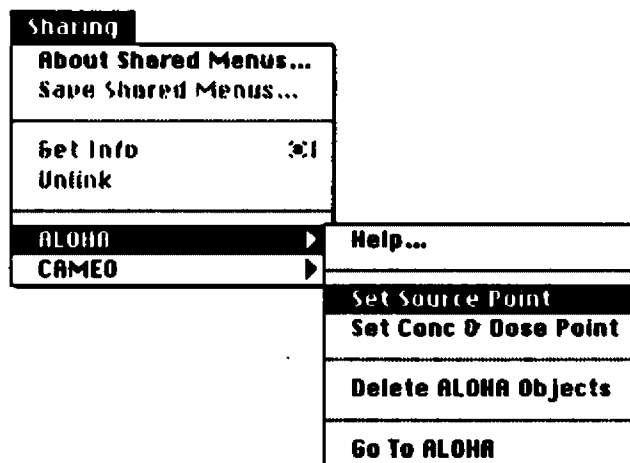 Sharing
About Shared Menus...
Save Shared Menus...
Get Info ⌘I
Unlink
ALOHA ▶
CAMEO ▶
Help...
Set Source Point
Set Conc & Dose Point
Delete ALOHA Objects
Go To ALOHA